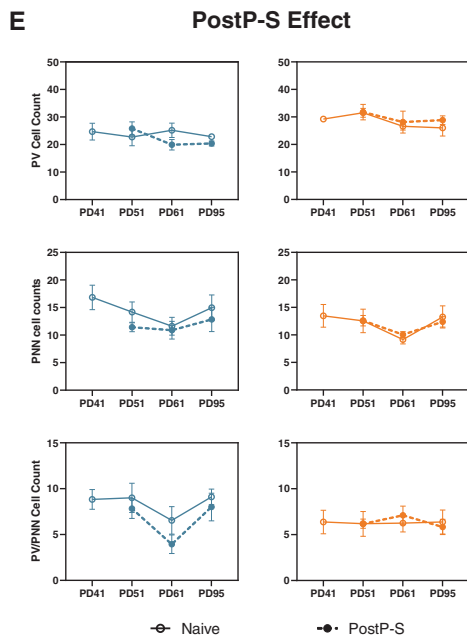 E PostP-S Effect
PV Cell Count
50
40
30
20
10
0
PD41 PD51 PD61 PD95
50
40
30
20
10
0
PD41 PD51 PD61 PD95
PNN cell counts
25
20
15
10
5
0
PD41 PD51 PD61 PD95
25
20
15
10
5
0
PD41 PD51 PD61 PD95
PV/PNN Cell Count
15
10
5
0
PD41 PD51 PD61 PD95
15
10
5
0
PD41 PD51 PD61 PD95
Naive PostP-S